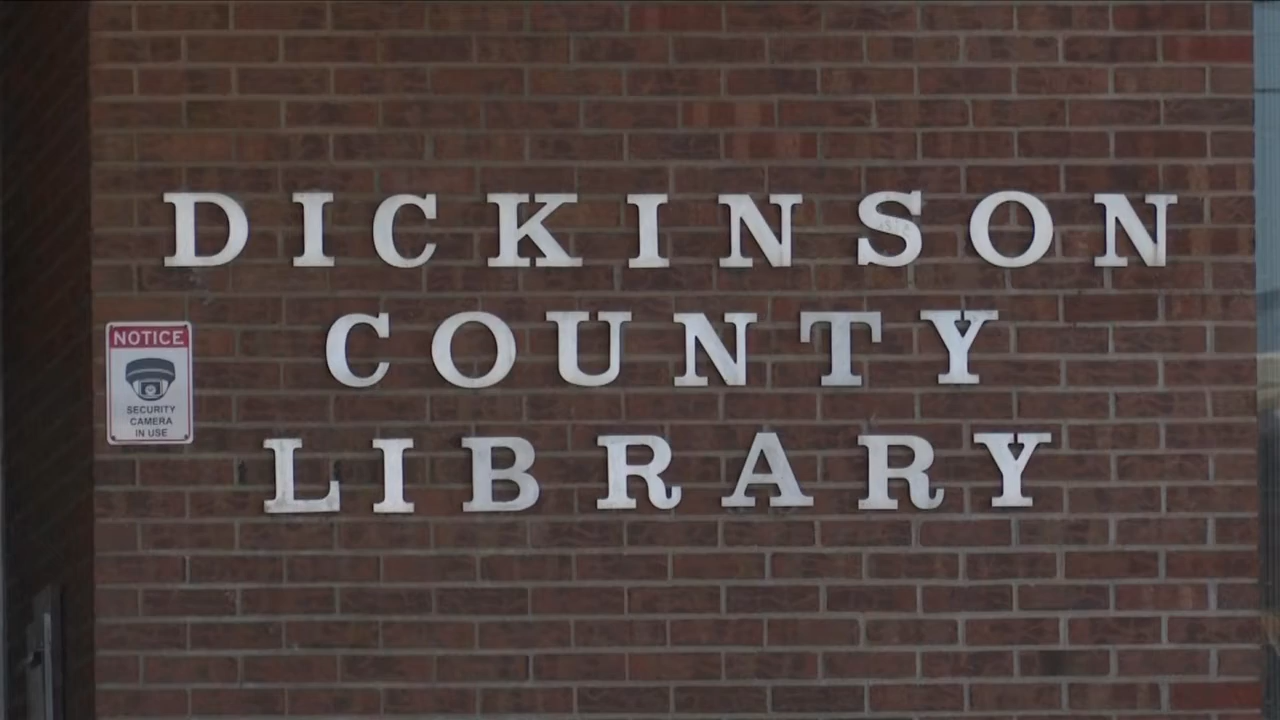 DICKINSON
COUNTY
LIBRARY
NOTICE
SECURITY
CAMERA
IN USE